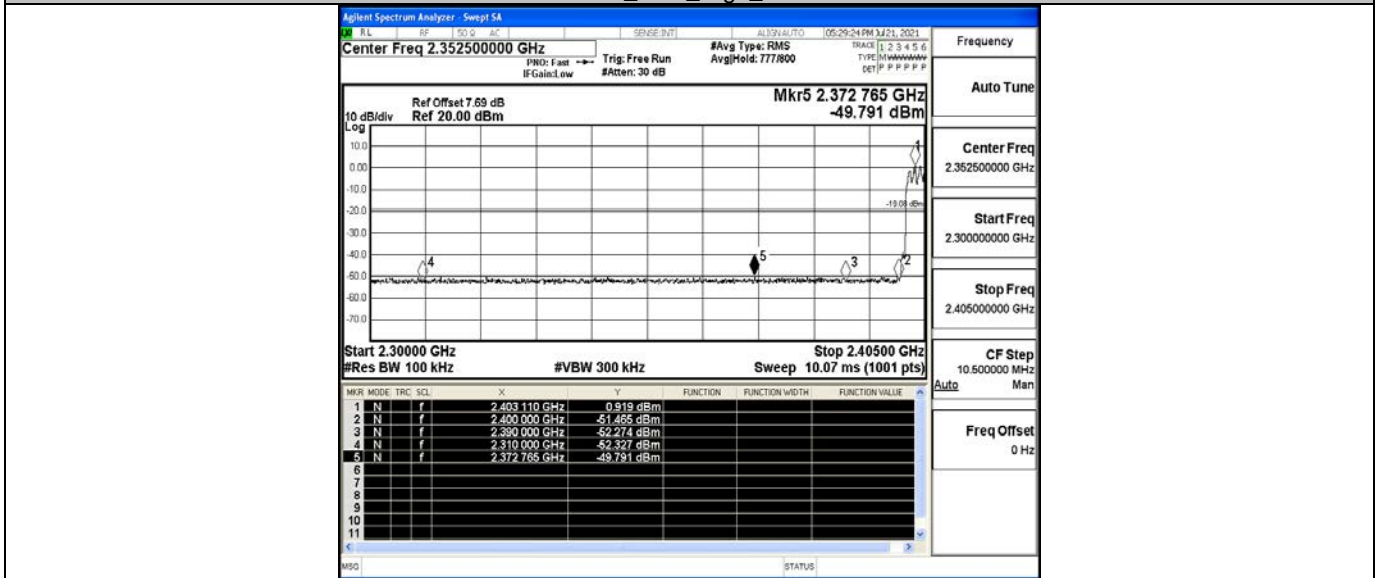 Agilent Spectrum Analyzer - Swept SA
RL RF 50 Ω AC SENSE:INT ALIGNAUTO 05:29:24 PM Jul 21, 2021
Center Freq 2.352500000 GHz
PNO: Fast
IFGain:Low
Trig: Free Run
#Atten: 30 dB
#Avg Type: RMS
Avg|Hold: 777/800
TRACE 1 2 3 4 5 6
TYPE M
DET P P P P P P
Frequency
Mkr5 2.372 765 GHz
-49.791 dBm
Ref Offset 7.69 dB
Ref 20.00 dBm
10 dB/div
Log
10.0
0.00
-10.0
-20.0
-30.0
-40.0
-50.0
-60.0
-70.0
-19.08 dBm
1
2
3
4
5
Start 2.30000 GHz
Stop 2.40500 GHz
#Res BW 100 kHz
#VBW 300 kHz
Sweep 10.07 ms (1001 pts)
MKR MODE TRC SCL X Y FUNCTION FUNCTION WIDTH FUNCTION VALUE
1 N f 2.403 110 GHz 0.919 dBm
2 N f 2.400 000 GHz -51.465 dBm
3 N f 2.390 000 GHz -52.274 dBm
4 N f 2.310 000 GHz -52.327 dBm
5 N f 2.372 765 GHz -49.791 dBm
6
7
8
9
10
11
MSG
STATUS
Auto Tune
Center Freq
2.352500000 GHz
Start Freq
2.300000000 GHz
Stop Freq
2.405000000 GHz
CF Step
10.500000 MHz
Auto Man
Freq Offset
0 Hz